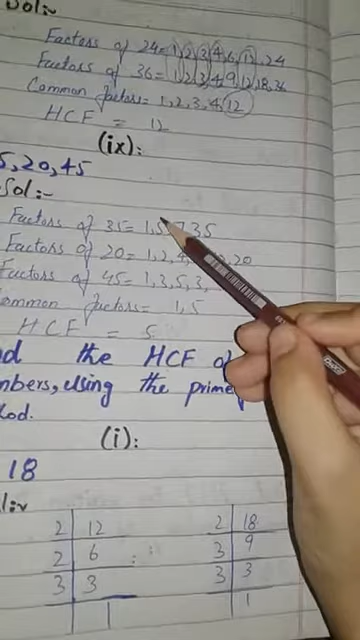 Sol:-
Factors of 24= 1,2,3,4,6,12,24
Factors of 36= 1,2,3,4,9,12,18,36
Common factors= 1,2,3,4,12
HCF = 12
(ix):
5,20,45
Sol:-
Factors of 35= 1,5,7,35
Factors of 20= 1,2,4, 20
Factors of 45= 1,3,5,
Common factors= 1,5
HCF = 5
the HCF of
numbers, using the prime
(i):
18
2 12 2 18
2 6 3 9
3 3 3 3
1 1